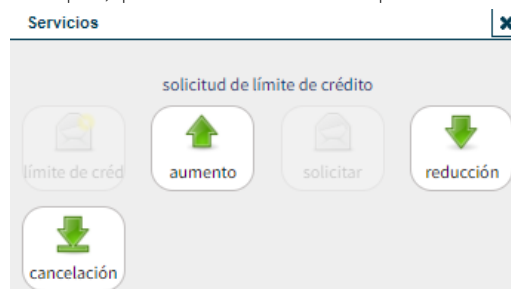 Servicios
solicitud de límite de crédito
límite de créd
aumento
solicitar
reducción
cancelación